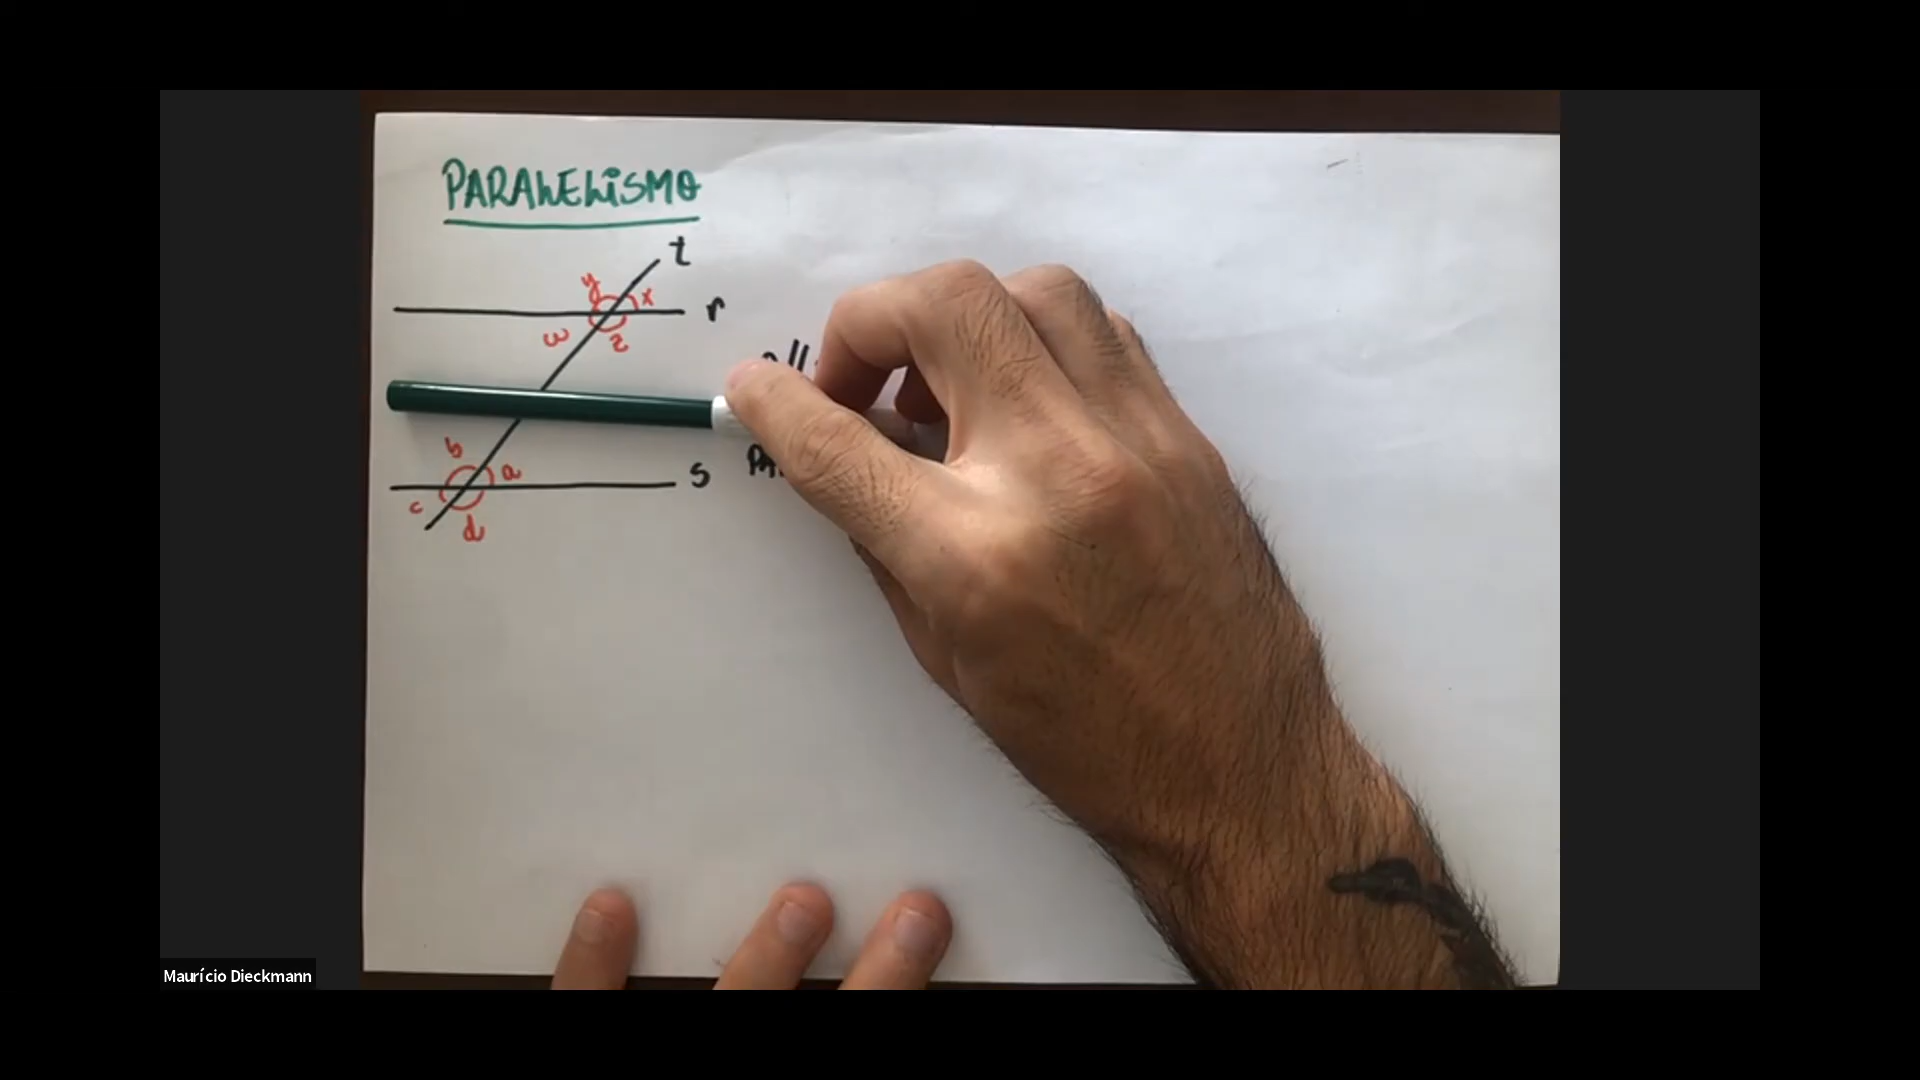 PARALELISMO
t
y x
r
w z
//
b
a
s
c
d
Maurício Dieckmann